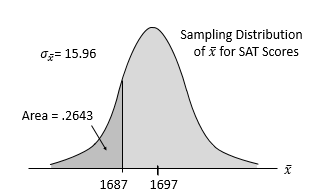 Sampling Distribution
of x̄ for SAT Scores
σx̄ = 15.96
Area = .2643
x̄
1687 1697